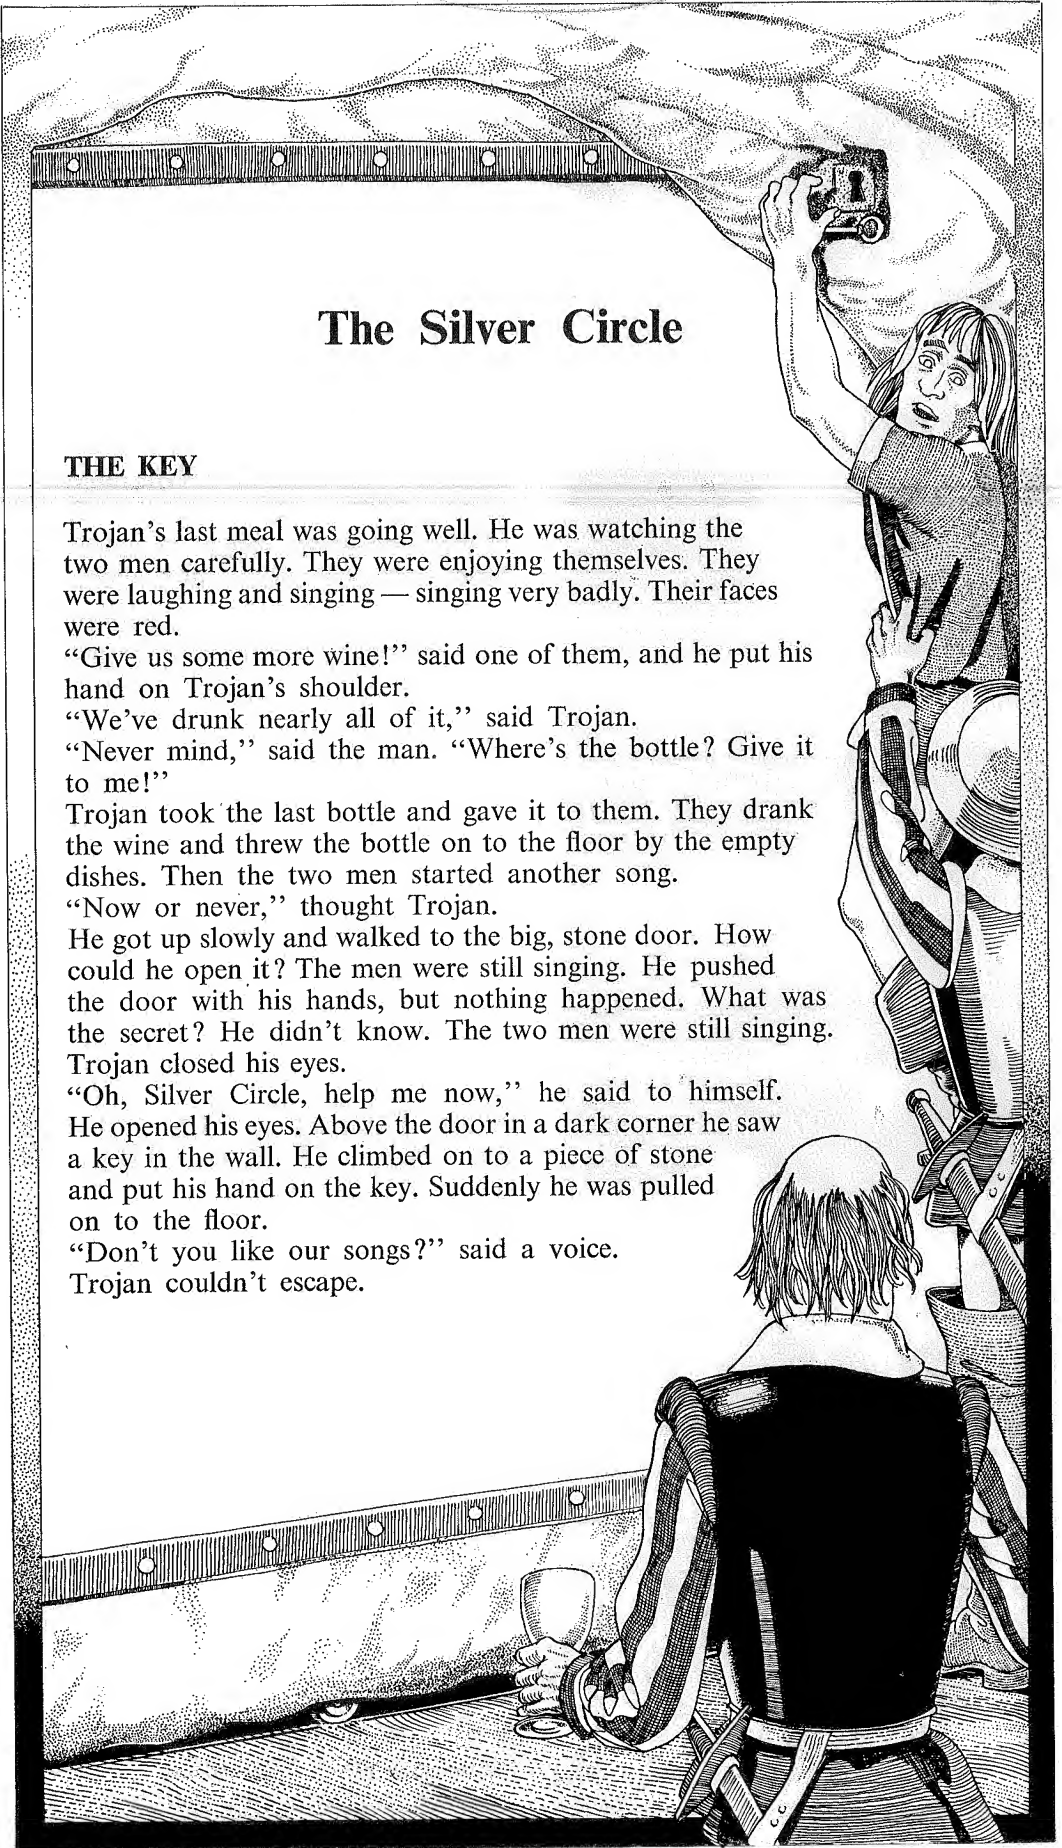 The Silver Circle
THE KEY
Trojan's last meal was going well. He was watching the
two men carefully. They were enjoying themselves. They
were laughing and singing — singing very badly. Their faces
were red.
"Give us some more wine!" said one of them, and he put his
hand on Trojan's shoulder.
"We've drunk nearly all of it," said Trojan.
"Never mind," said the man. "Where's the bottle? Give it
to me!"
Trojan took the last bottle and gave it to them. They drank
the wine and threw the bottle on to the floor by the empty
dishes. Then the two men started another song.
"Now or never," thought Trojan.
He got up slowly and walked to the big, stone door. How
could he open it? The men were still singing. He pushed
the door with his hands, but nothing happened. What was
the secret? He didn't know. The two men were still singing.
Trojan closed his eyes.
"Oh, Silver Circle, help me now," he said to himself.
He opened his eyes. Above the door in a dark corner he saw
a key in the wall. He climbed on to a piece of stone
and put his hand on the key. Suddenly he was pulled
on to the floor.
"Don't you like our songs?" said a voice.
Trojan couldn't escape.